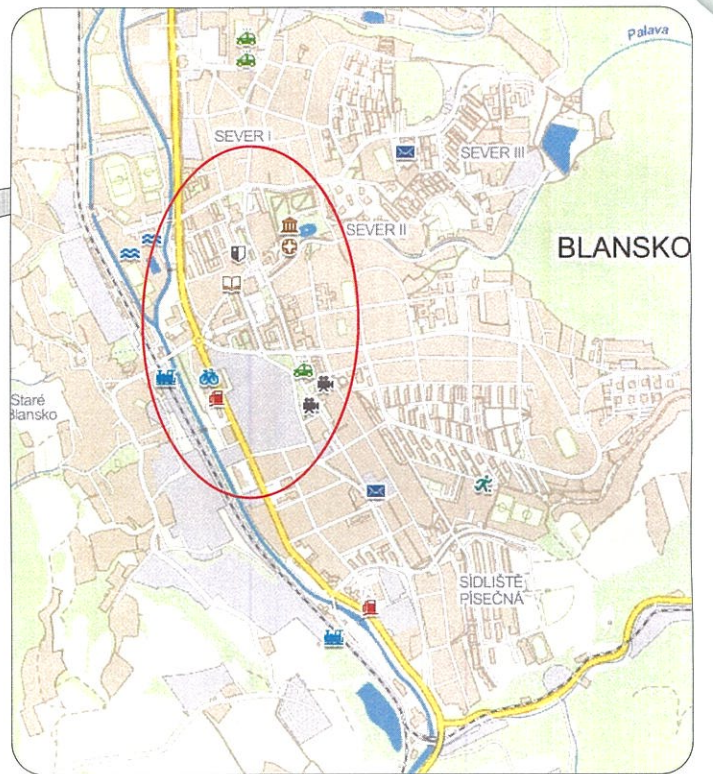 Palava
SEVER I
SEVER III
SEVER II
BLANSKO
Staré
Blansko
SÍDLIŠTĚ
PÍSEČNÁ